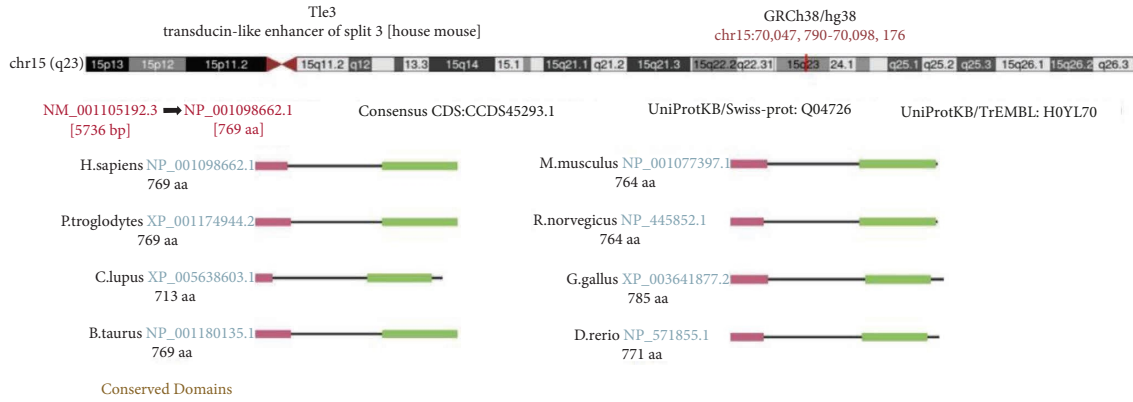 Tle3
transducin-like enhancer of split 3 [house mouse]
GRCh38/hg38
chr15:70,047, 790-70,098, 176
chr15 (q23) 15p13 15p12 15p11.2 15q11.2 q12 13.3 15q14 15.1 15q21.1 q21.2 15q21.3 15q22.2 q22.31 15q23 24.1 q25.1 q25.2 q25.3 15q26.1 15q26.2 q26.3
NM_001105192.3 NP_001098662.1 Consensus CDS:CCDS45293.1 UniProtKB/Swiss-prot: Q04726 UniProtKB/TrEMBL: H0YL70
[5736 bp] [769 aa]
H.sapiens NP_001098662.1
769 aa
P.troglodytes XP_001174944.2
769 aa
C.lupus XP_005638603.1
713 aa
B.taurus NP_001180135.1
769 aa
M.musculus NP_001077397.1
764 aa
R.norvegicus NP_445852.1
764 aa
G.gallus XP_003641877.2
785 aa
D.rerio NP_571855.1
771 aa
Conserved Domains